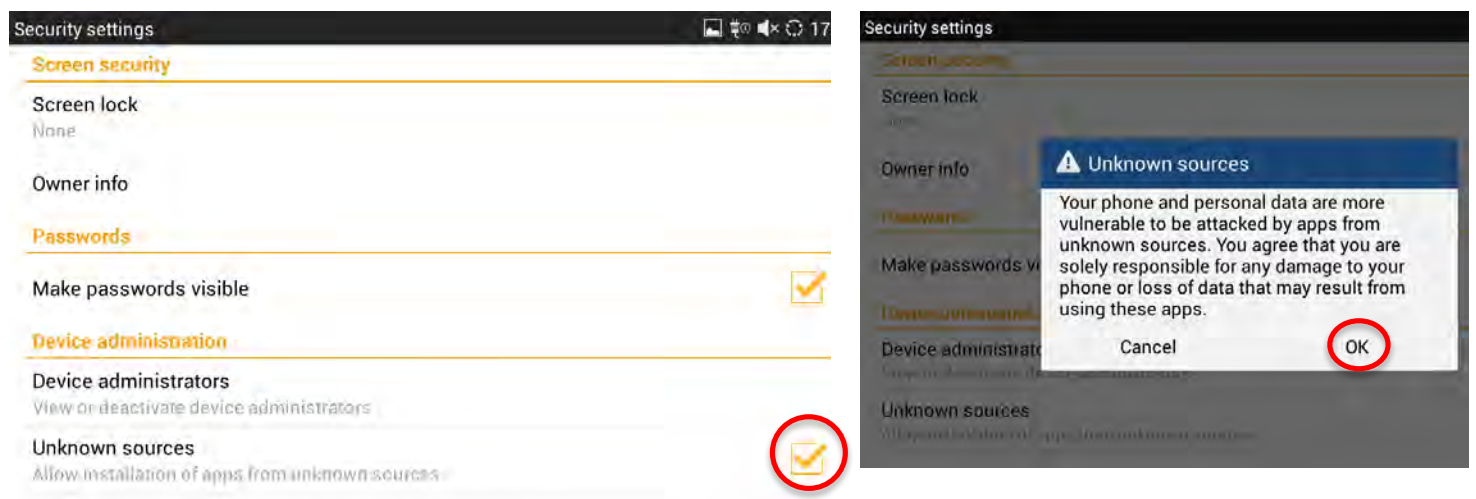 Security settings
17
Screen security
Screen lock
None
Owner info
Passwords
Make passwords visible
Device administration
Device administrators
View or deactivate device administrators
Unknown sources
Allow installation of apps from unknown sources
Security settings
Screen security
Screen lock
None
Owner info
Passwords
Make passwords vi
Device administrato
Unknown sources
Unknown sources
Your phone and personal data are more
vulnerable to be attacked by apps from
unknown sources. You agree that you are
solely responsible for any damage to your
phone or loss of data that may result from
using these apps.
Cancel OK